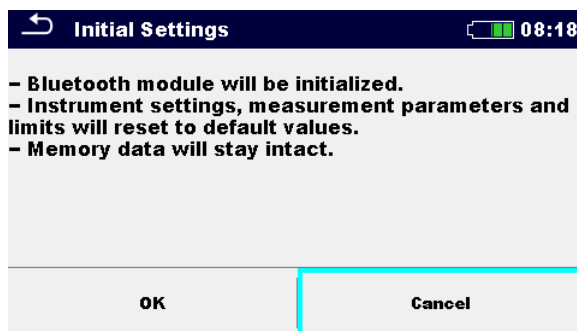 Initial Settings
08:18
– Bluetooth module will be initialized.
– Instrument settings, measurement parameters and
limits will reset to default values.
– Memory data will stay intact.
OK
Cancel